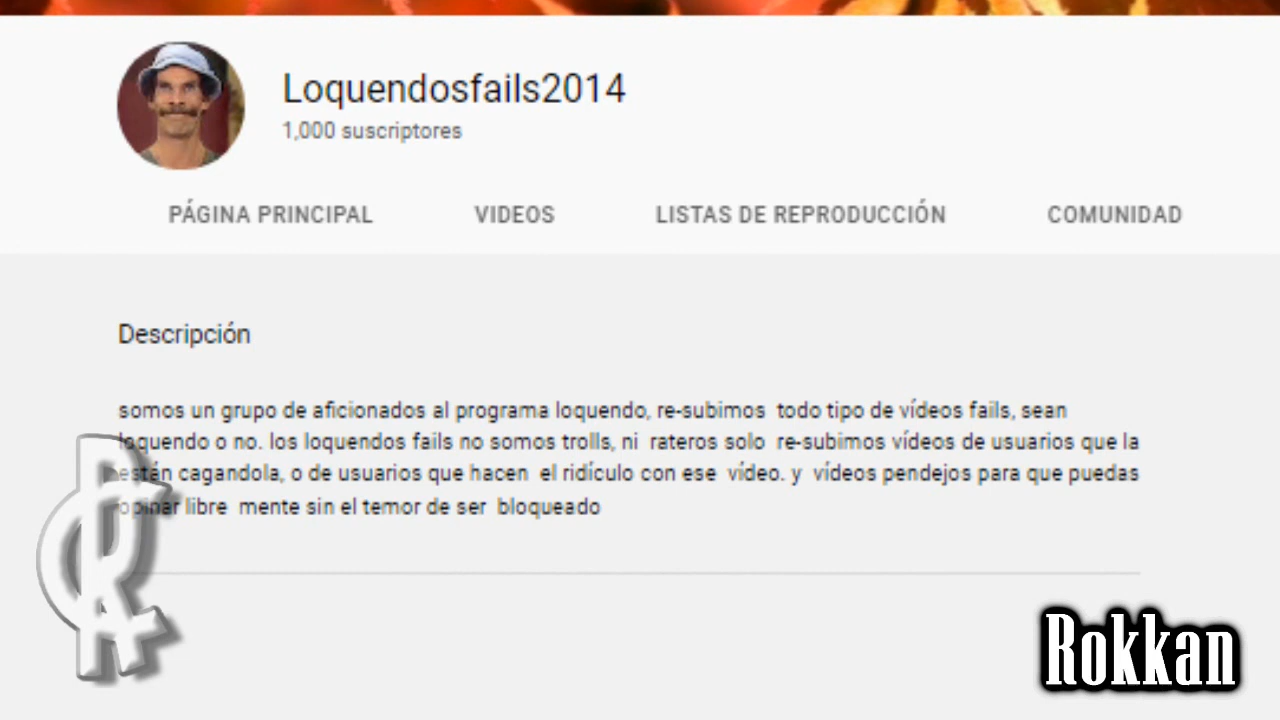 Loquendosfails2014
1,000 suscriptores
PÁGINA PRINCIPAL VIDEOS LISTAS DE REPRODUCCIÓN COMUNIDAD
Descripción
somos un grupo de aficionados al programa loquendo, re-subimos todo tipo de vídeos fails, sean
loquendo o no. los loquendos fails no somos trolls, ni rateros solo re-subimos vídeos de usuarios que la
están cagandola, o de usuarios que hacen el ridículo con ese vídeo. y vídeos pendejos para que puedas
opinar libre mente sin el temor de ser bloqueado
Rokkan